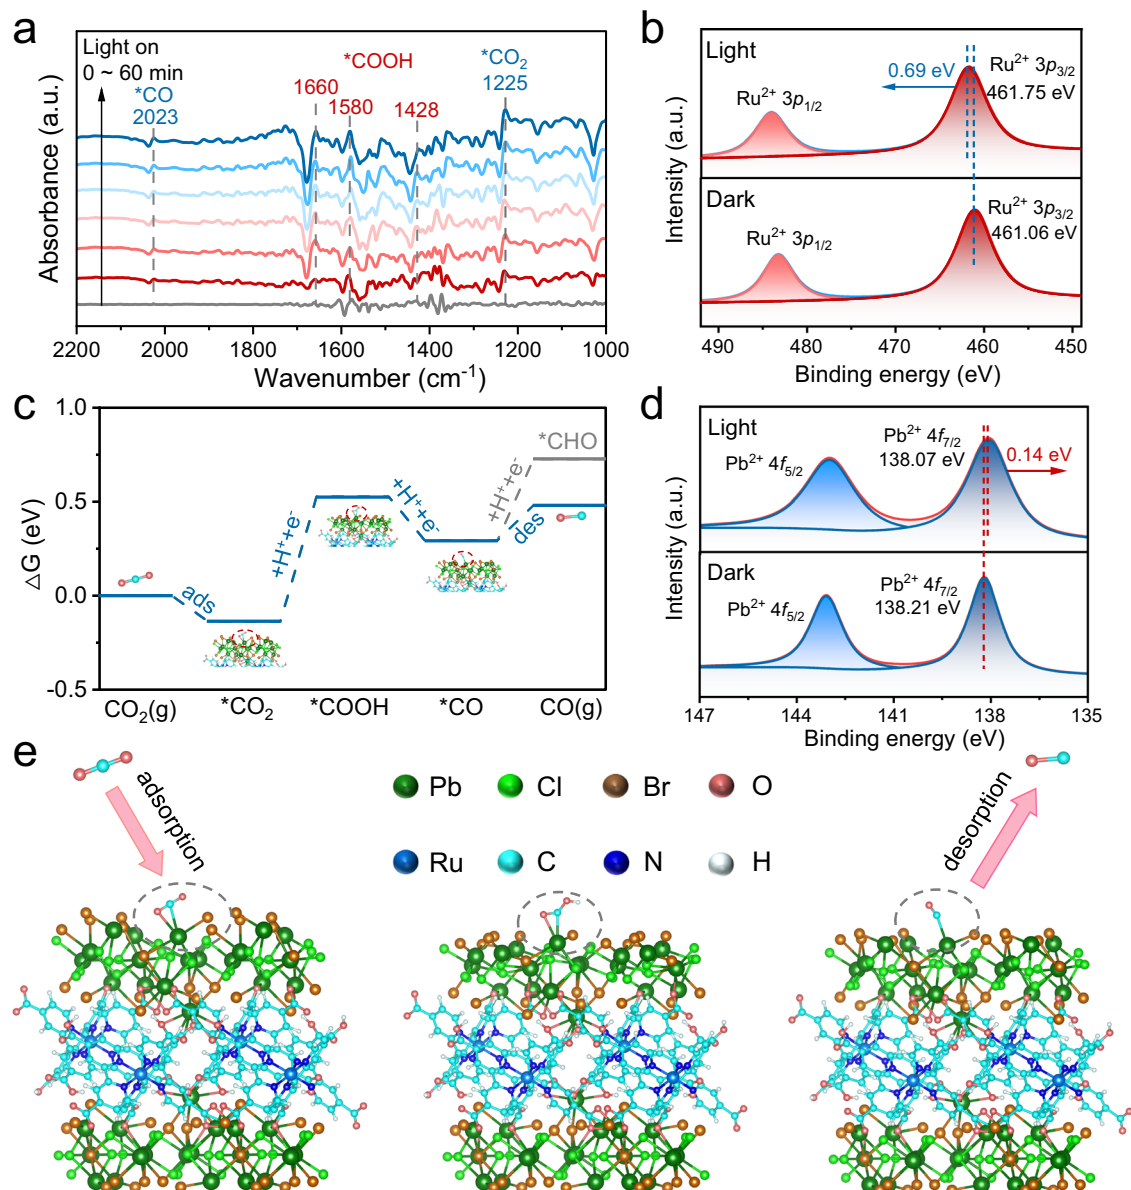 a
Light on
0 ~ 60 min
*CO
2023
*COOH
1660
1580
1428
*CO₂
1225
Absorbance (a.u.)
2200 2000 1800 1600 1400 1200 1000
Wavenumber (cm⁻¹)
b
Light
0.69 eV
Ru²⁺ 3p₃/₂
461.75 eV
Ru²⁺ 3p₁/₂
Dark
Ru²⁺ 3p₃/₂
461.06 eV
Ru²⁺ 3p₁/₂
Intensity (a.u.)
490 480 470 460 450
Binding energy (eV)
c
1.0
0.5
0.0
-0.5
△G (eV)
ads
+H⁺+e⁻
+H⁺+e⁻
+H⁺+e⁻
des
*CHO
CO₂(g) *CO₂ *COOH *CO CO(g)
d
Light
Pb²⁺ 4f₅/₂
Pb²⁺ 4f₇/₂
138.07 eV
0.14 eV
Dark
Pb²⁺ 4f₅/₂
Pb²⁺ 4f₇/₂
138.21 eV
Intensity (a.u.)
147 144 141 138 135
Binding energy (eV)
e
adsorption
Pb Cl Br O
Ru C N H
desorption